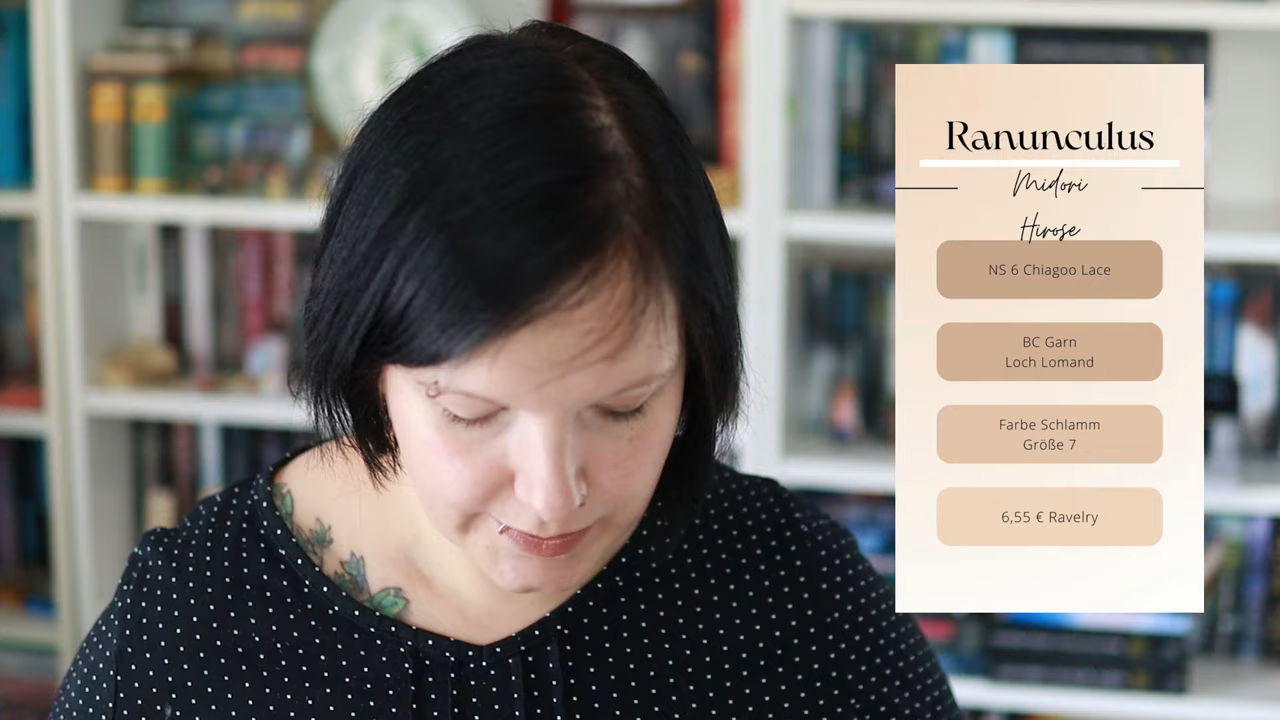 Ranunculus
Midori
Hirose
NS 6 Chiagoo Lace
BC Garn
Loch Lomand
Farbe Schlamm
Größe 7
6,55 € Ravelry